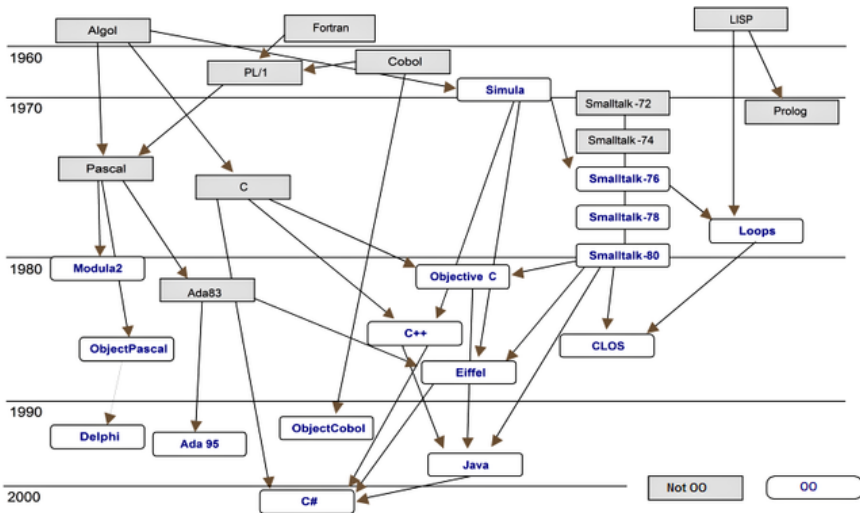 Algol
Fortran
LISP
1960
PL/1
Cobol
Simula
1970
Smalltalk-72
Prolog
Smalltalk-74
Pascal
C
Smalltalk-76
Smalltalk-78
Loops
1980
Modula2
Objective C
Smalltalk-80
Ada83
C++
ObjectPascal
CLOS
Eiffel
1990
Delphi
Ada 95
ObjectCobol
Java
2000
C#
Not OO
OO